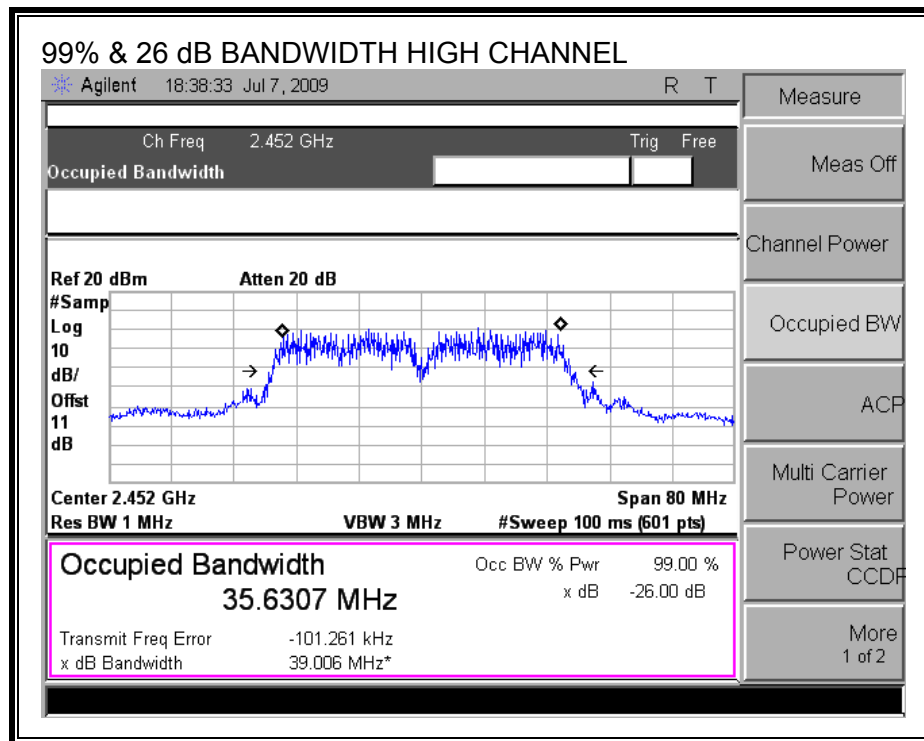 99% & 26 dB BANDWIDTH HIGH CHANNEL
Agilent 18:38:33 Jul 7, 2009 R T
Ch Freq 2.452 GHz Trig Free
Occupied Bandwidth
Ref 20 dBm Atten 20 dB
#Samp
Log
10
dB/
Offst
11
dB
Center 2.452 GHz Span 80 MHz
Res BW 1 MHz VBW 3 MHz #Sweep 100 ms (601 pts)
Occupied Bandwidth
35.6307 MHz
Occ BW % Pwr 99.00 %
x dB -26.00 dB
Transmit Freq Error -101.261 kHz
x dB Bandwidth 39.006 MHz*
Measure
Meas Off
Channel Power
Occupied BW
ACP
Multi Carrier
Power
Power Stat
CCDF
More
1 of 2